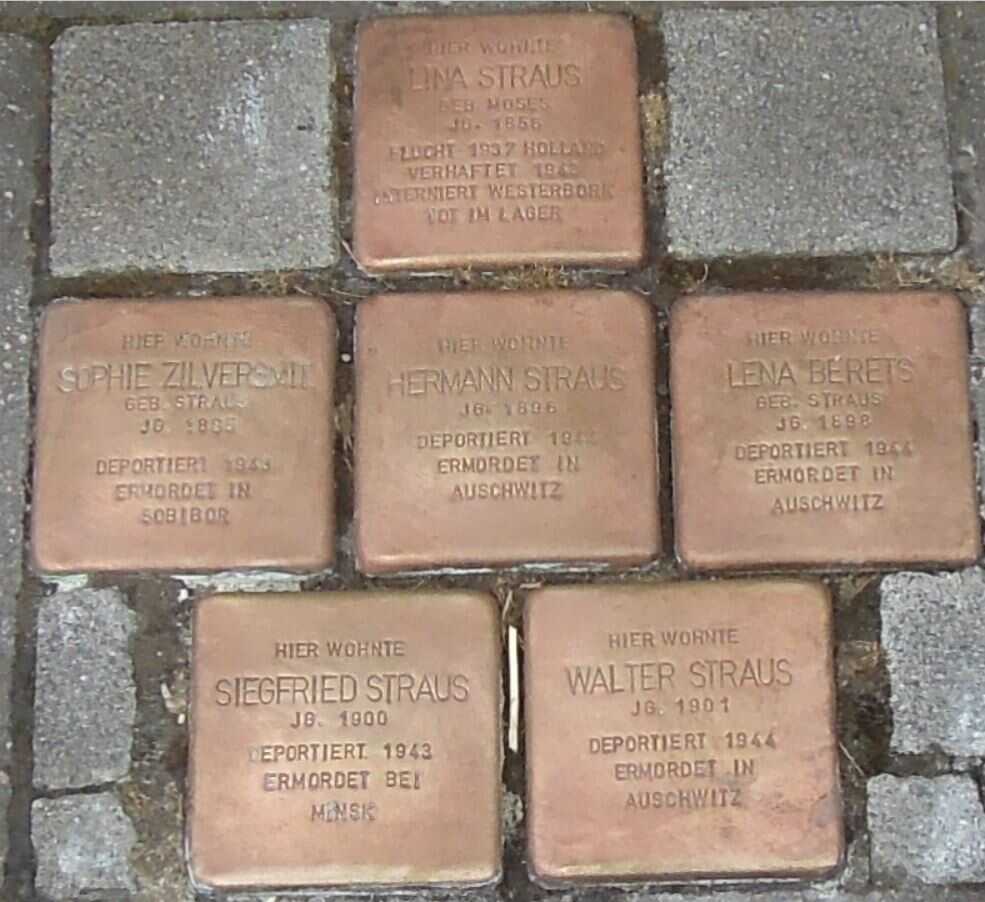 HIER WOHNTE
LINA STRAUS
GEB. MOSES
JG. 1856
FLUCHT 1937 HOLLAND
VERHAFTET
INTERNIERT WESTERBORK
TOT IM LAGER
HIER WOHNTE
SOPHIE ZILVERSMIT
GEB. STRAUS
JG.
DEPORTIERT 1943
ERMORDET IN
SOBIBOR
HIER WOHNTE
HERMANN STRAUS
JG. 1896
DEPORTIERT
ERMORDET IN
AUSCHWITZ
HIER WOHNTE
LENA BERETS
GEB. STRAUS
JG. 1898
DEPORTIERT 1944
ERMORDET IN
AUSCHWITZ
HIER WOHNTE
SIEGFRIED STRAUS
JG. 1900
DEPORTIERT 1943
ERMORDET BEI
MINSK
HIER WOHNTE
WALTER STRAUS
JG. 1901
DEPORTIERT 1944
ERMORDET IN
AUSCHWITZ